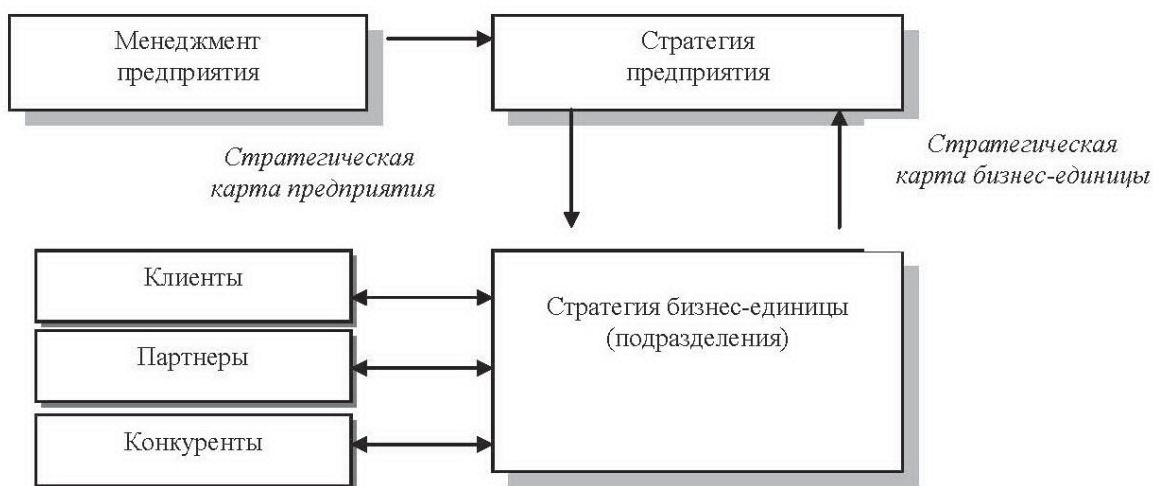 Менеджмент
предприятия
Стратегия
предприятия
Стратегическая
карта предприятия
Стратегическая
карта бизнес-единицы
Клиенты
Партнеры
Конкуренты
Стратегия бизнес-единицы
(подразделения)